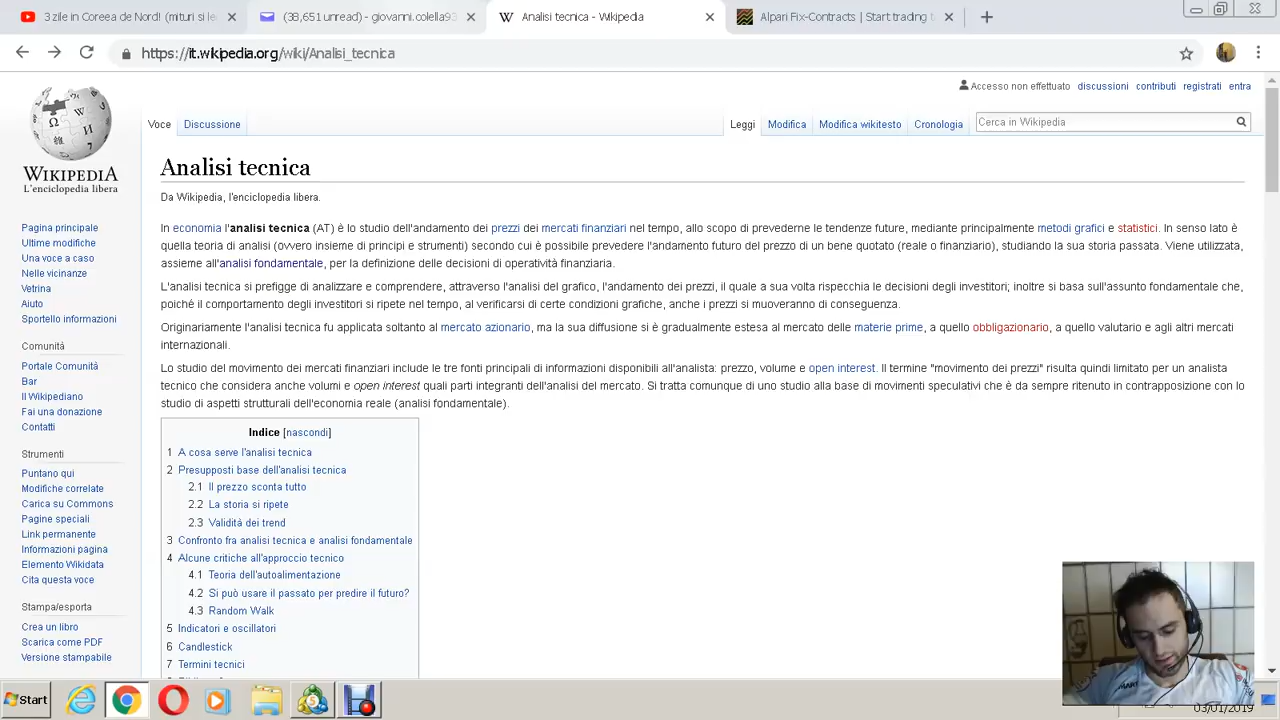 3 zile in Coreea de Nord! (mituri si le
(38,651 unread) - giovanni.colella93
Analisi tecnica - Wikipedia
Alpari Fix-Contracts | Start trading t
https://it.wikipedia.org/wiki/Analisi_tecnica
Accesso non effettuato discussioni contributi registrati entra
Voce Discussione Leggi Modifica Modifica wikitesto Cronologia Cerca in Wikipedia
WIKIPEDIA
L'enciclopedia libera
Pagina principale
Ultime modifiche
Una voce a caso
Nelle vicinanze
Vetrina
Aiuto
Sportello informazioni
Comunità
Portale Comunità
Bar
Il Wikipediano
Fai una donazione
Contatti
Strumenti
Puntano qui
Modifiche correlate
Carica su Commons
Pagine speciali
Link permanente
Informazioni pagina
Elemento Wikidata
Cita questa voce
Stampa/esporta
Crea un libro
Scarica come PDF
Versione stampabile
Analisi tecnica
Da Wikipedia, l'enciclopedia libera.
In economia l'analisi tecnica (AT) è lo studio dell'andamento dei prezzi dei mercati finanziari nel tempo, allo scopo di prevederne le tendenze future, mediante principalmente metodi grafici e statistici. In senso lato è
quella teoria di analisi (ovvero insieme di principi e strumenti) secondo cui è possibile prevedere l'andamento futuro del prezzo di un bene quotato (reale o finanziario), studiando la sua storia passata. Viene utilizzata,
assieme all'analisi fondamentale, per la definizione delle decisioni di operatività finanziaria.
L'analisi tecnica si prefigge di analizzare e comprendere, attraverso l'analisi del grafico, l'andamento dei prezzi, il quale a sua volta rispecchia le decisioni degli investitori; inoltre si basa sull'assunto fondamentale che,
poiché il comportamento degli investitori si ripete nel tempo, al verificarsi di certe condizioni grafiche, anche i prezzi si muoveranno di conseguenza.
Originariamente l'analisi tecnica fu applicata soltanto al mercato azionario, ma la sua diffusione si è gradualmente estesa al mercato delle materie prime, a quello obbligazionario, a quello valutario e agli altri mercati
internazionali.
Lo studio del movimento dei mercati finanziari include le tre fonti principali di informazioni disponibili all'analista: prezzo, volume e open interest. Il termine "movimento dei prezzi" risulta quindi limitato per un analista
tecnico che considera anche volumi e open interest quali parti integranti dell'analisi del mercato. Si tratta comunque di uno studio alla base di movimenti speculativi che è da sempre ritenuto in contrapposizione con lo
studio di aspetti strutturali dell'economia reale (analisi fondamentale).
Indice [nascondi]
1 A cosa serve l'analisi tecnica
2 Presupposti base dell'analisi tecnica
2.1 Il prezzo sconta tutto
2.2 La storia si ripete
2.3 Validità dei trend
3 Confronto fra analisi tecnica e analisi fondamentale
4 Alcune critiche all'approccio tecnico
4.1 Teoria dell'autoalimentazione
4.2 Si può usare il passato per predire il futuro?
4.3 Random Walk
5 Indicatori e oscillatori
6 Candlestick
7 Termini tecnici
Start
03/01/2019